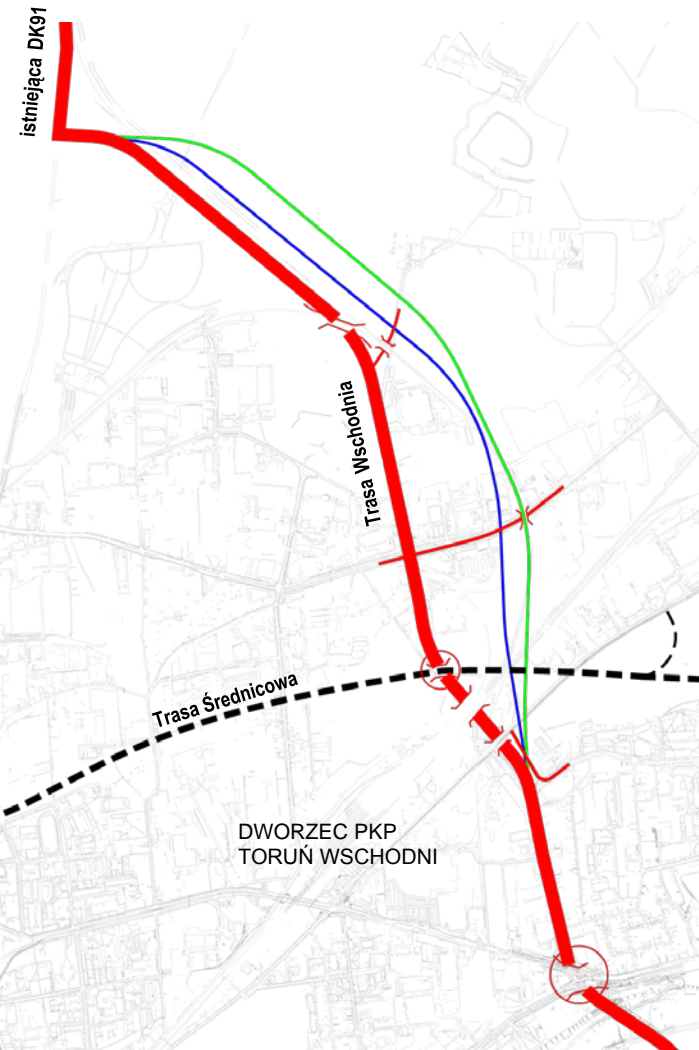 istniejąca DK91
Trasa Wschodnia
Trasa Średnicowa
DWORZEC PKP
TORUŃ WSCHODNI